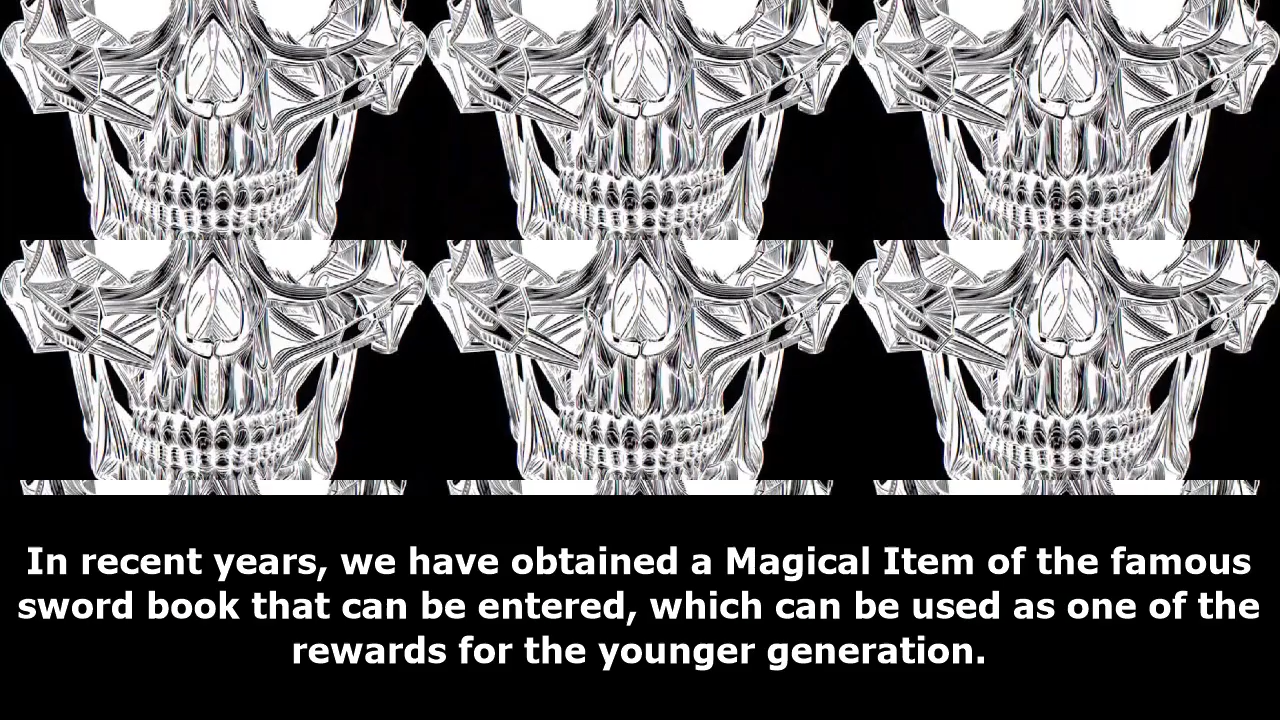 In recent years, we have obtained a Magical Item of the famous
sword book that can be entered, which can be used as one of the
rewards for the younger generation.